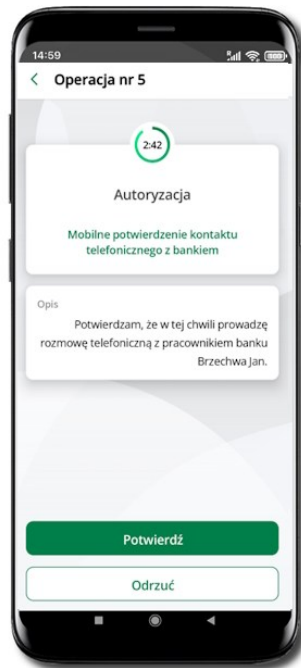 14:59
Operacja nr 5
2:42
Autoryzacja
Mobilne potwierdzenie kontaktu
telefonicznego z bankiem
Opis
Potwierdzam, że w tej chwili prowadzę
rozmowę telefoniczną z pracownikiem banku
Brzechwa Jan.
Potwierdź
Odrzuć